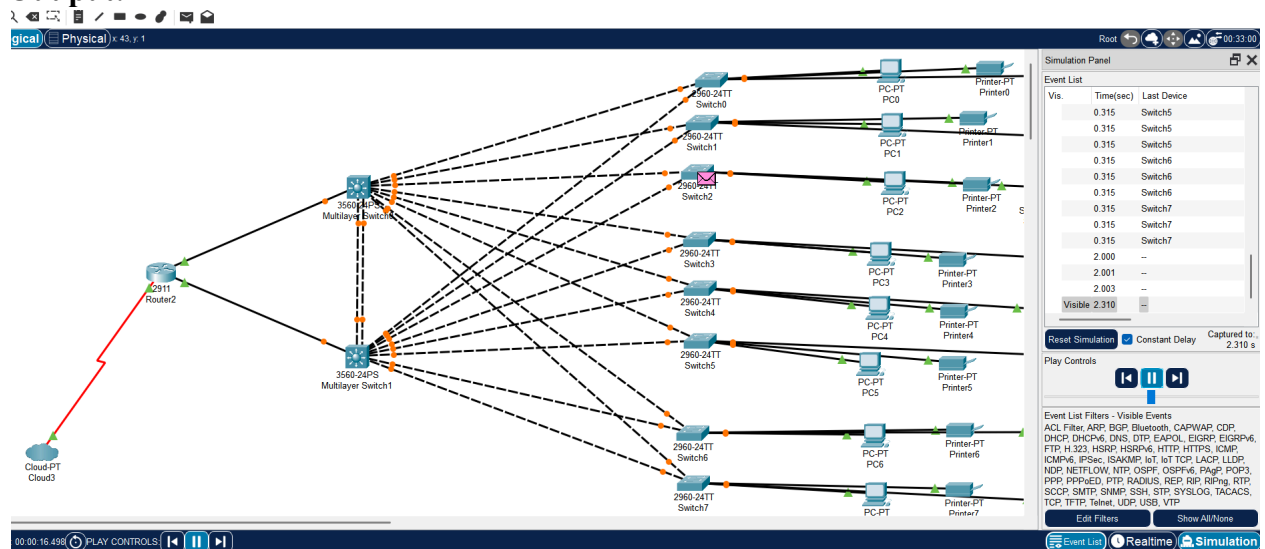 gical
Physical
x: 43, y: 1
Root
00:33:00
2960-24TT
Switch0
PC-PT
PC0
Printer-PT
Printer0
2960-24TT
Switch1
PC-PT
PC1
Printer-PT
Printer1
Switch2
PC-PT
PC2
Printer-PT
Printer2
S
3560-24PS
2960-24TT
Switch3
PC-PT
PC3
Printer-PT
Printer3
2911
Router2
2960-24TT
Switch4
PC-PT
PC4
Printer-PT
Printer4
3560-24PS
Multilayer Switch1
2960-24TT
Switch5
PC-PT
PC5
Printer-PT
Printer5
Cloud-PT
Cloud3
2960-24TT
Switch6
PC-PT
PC6
Printer-PT
Printer6
2960-24TT
Switch7
PC-PT
Printer-PT
Printer7
Simulation Panel
Event List
Vis. Time(sec) Last Device
0.315 Switch5
0.315 Switch5
0.315 Switch5
0.315 Switch6
0.315 Switch6
0.315 Switch6
0.315 Switch7
0.315 Switch7
0.315 Switch7
2.000 --
2.001 --
2.003 --
Visible 2.310 --
Reset Simulation
Constant Delay
Captured to:
2.310 s
Play Controls
Event List Filters - Visible Events
ACL Filter, ARP, BGP, Bluetooth, CAPWAP, CDP,
DHCP, DHCPv6, DNS, DTP, EAPOL, EIGRP, EIGRPv6,
FTP, H.323, HSRP, HSRPv6, HTTP, HTTPS, ICMP,
ICMPv6, IPSec, ISAKMP, IoT, IoT TCP, LACP, LLDP,
NDP, NETFLOW, NTP, OSPF, OSPFv6, PAgP, POP3,
PPP, PPPoED, PTP, RADIUS, REP, RIP, RIPng, RTP,
SCCP, SMTP, SNMP, SSH, STP, SYSLOG, TACACS,
TCP, TFTP, Telnet, UDP, USB, VTP
Edit Filters
Show All/None
: 00:00:16.498
PLAY CONTROLS:
Event List
Realtime
Simulation